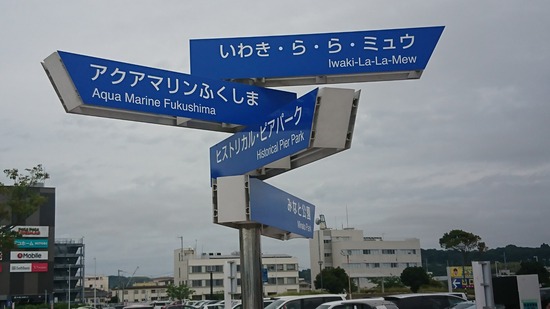 いわき・ら・ら・ミュウ
Iwaki-La-La-Mew
アクアマリンふくしま
Aqua Marine Fukushima
ヒストリカル・ピアパーク
Historical Pier Park
みなと公園
Minato Park
Mobile